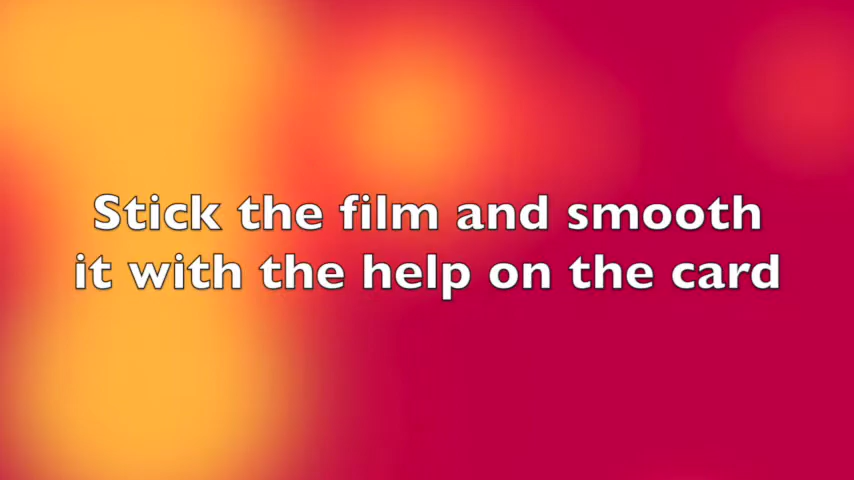 Stick the film and smooth
it with the help on the card